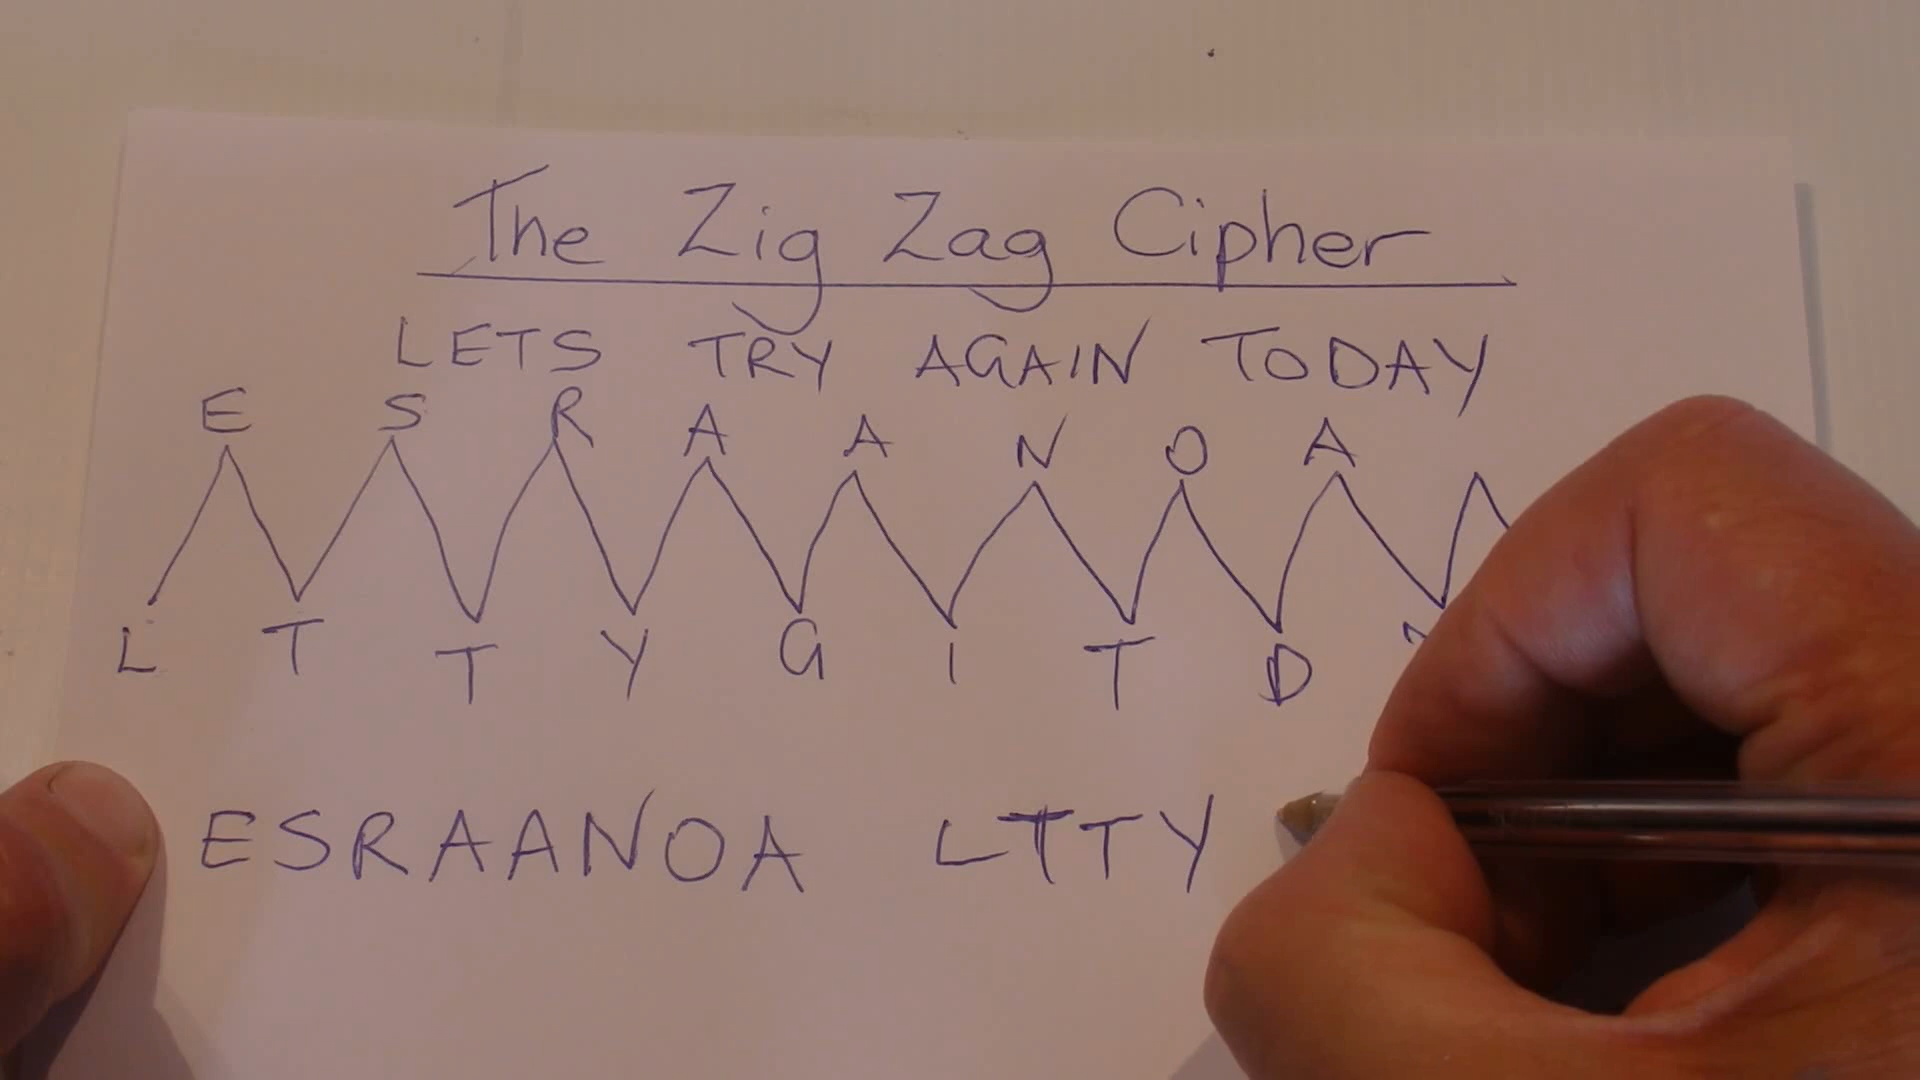 The Zig Zag Cipher
LETS TRY AGAIN TODAY
E S R A A N O A
L T T Y G I T D
ESRAANOA LTTY